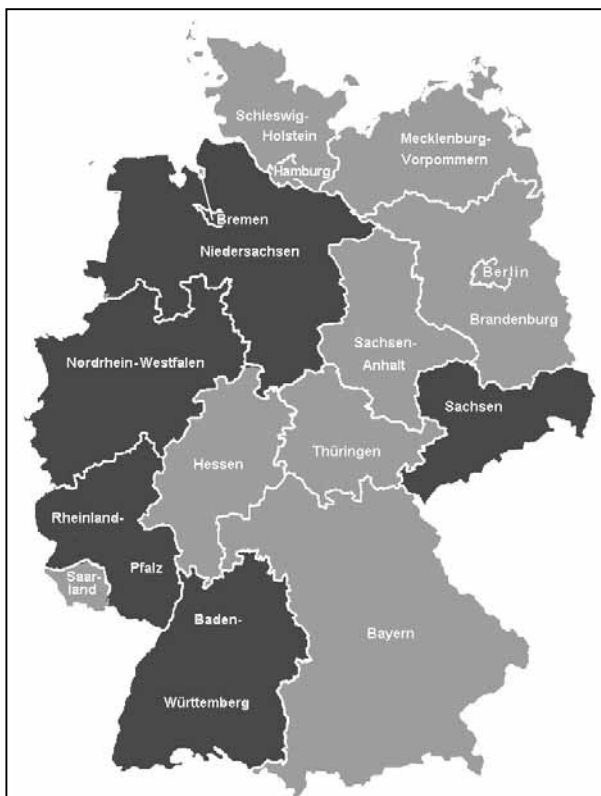 Schleswig-
Holstein
Mecklenburg-
Vorpommern
Hamburg
Bremen
Niedersachsen
Berlin
Brandenburg
Sachsen-
Anhalt
Nordrhein-Westfalen
Sachsen
Thüringen
Hessen
Rheinland-
Pfalz
Saar-
land
Baden-
Württemberg
Bayern